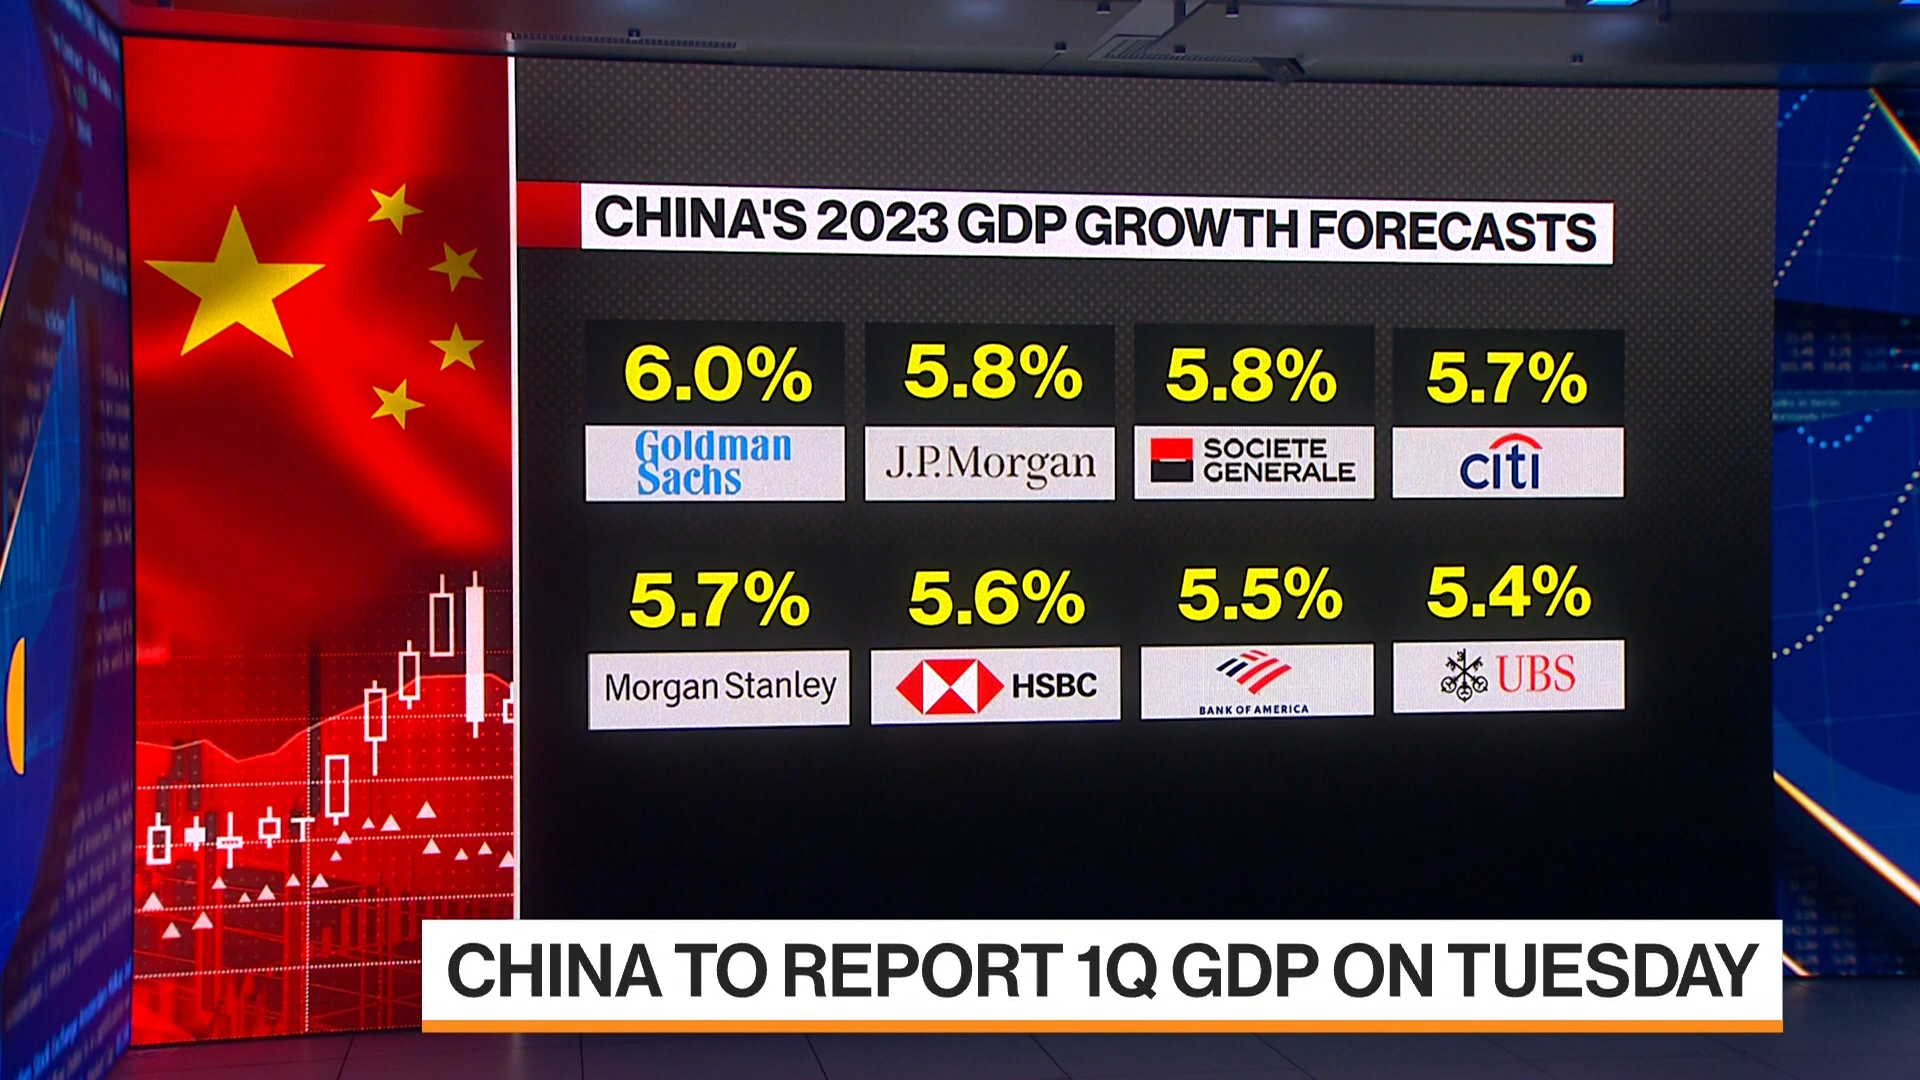 CHINA'S 2023 GDP GROWTH FORECASTS
6.0% 5.8% 5.8% 5.7%
Goldman
Sachs
J.P.Morgan
SOCIETE
GENERALE
citi
5.7% 5.6% 5.5% 5.4%
Morgan Stanley
HSBC
BANK OF AMERICA
UBS
CHINA TO REPORT 1Q GDP ON TUESDAY